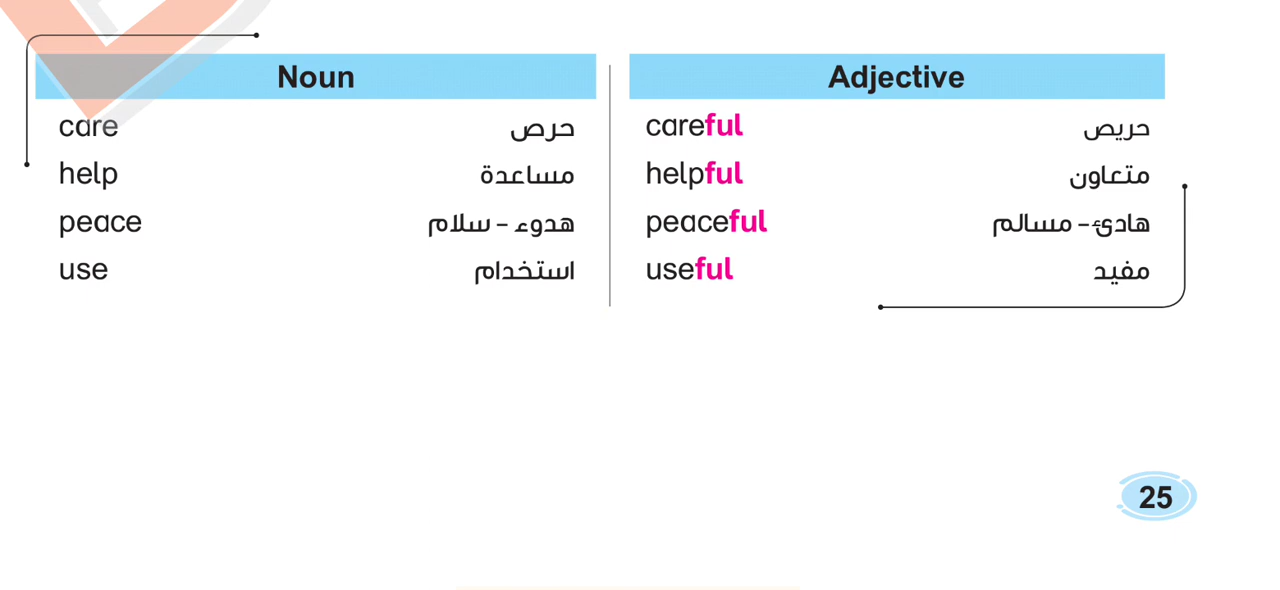 Noun Adjective
care حرص careful حريص
help مساعدة helpful متعاون
peace هدوء - سلام peaceful هادئ - مسالم
use استخدام useful مفيد
25